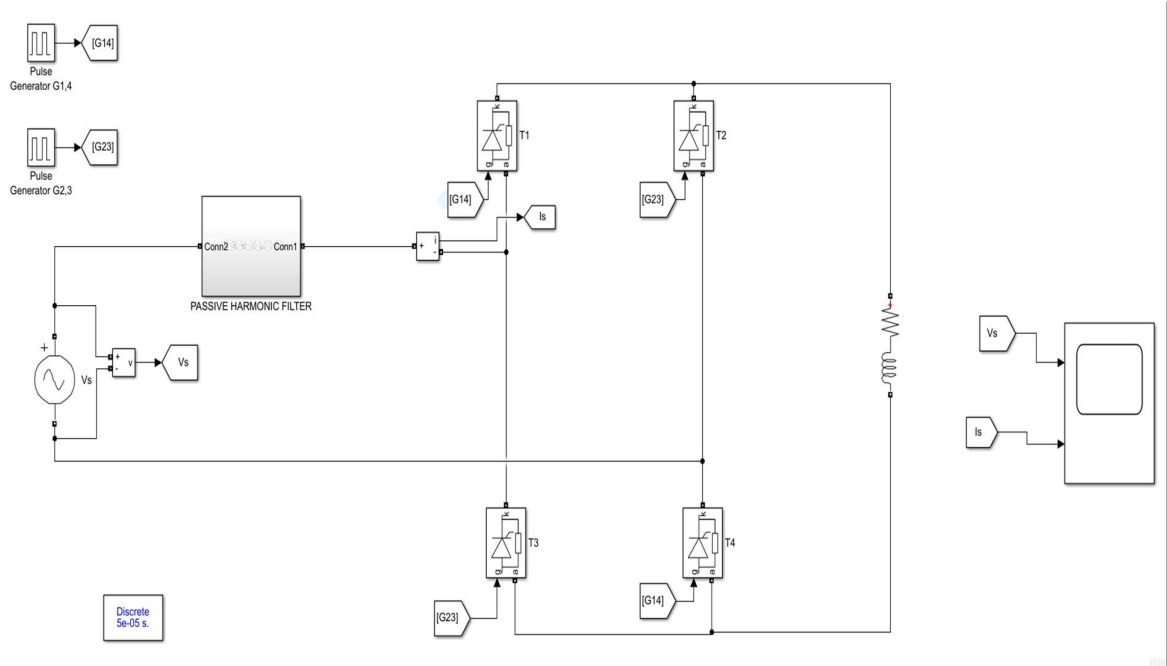 [G14]
Pulse
Generator G1,4
[G23]
Pulse
Generator G2,3
k
T1
g
a
k
T2
g
a
[G14]
[G23]
Is
Conn2
Conn1
+
i
-
PASSIVE HARMONIC FILTER
+
Vs
+
-
v
Vs
+
Vs
Is
k
T3
g
a
k
T4
g
a
[G23]
[G14]
Discrete
5e-05 s.